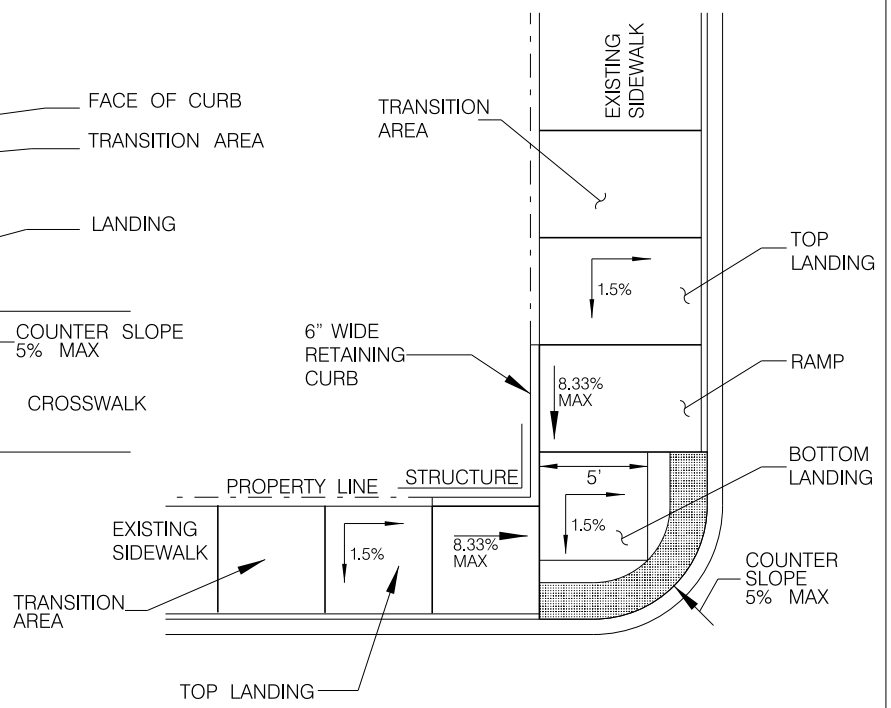 FACE OF CURB
TRANSITION AREA
LANDING
COUNTER SLOPE
5% MAX
CROSSWALK
EXISTING
SIDEWALK
TRANSITION
AREA
TOP
LANDING
1.5%
6" WIDE
RETAINING
CURB
8.33%
MAX
RAMP
BOTTOM
LANDING
5'
1.5%
STRUCTURE
PROPERTY LINE
EXISTING
SIDEWALK
1.5%
8.33%
MAX
COUNTER
SLOPE
5% MAX
TRANSITION
AREA
TOP LANDING